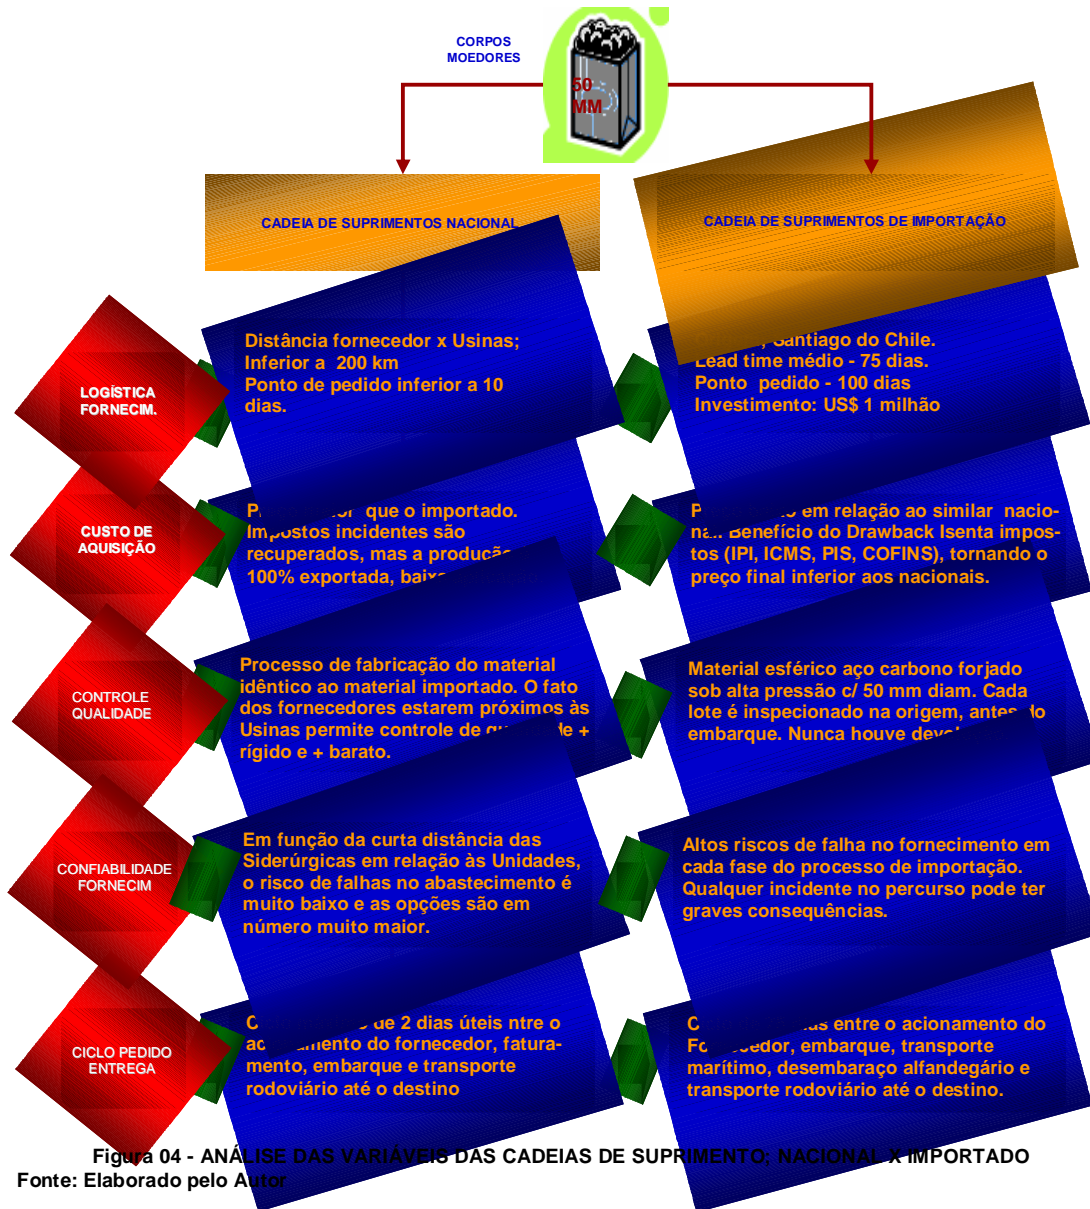 CORPOS
MOEDORES
50
MM
CADEIA DE SUPRIMENTOS NACIONAL
CADEIA DE SUPRIMENTOS DE IMPORTAÇÃO
LOGÍSTICA
FORNECIM.
Distância fornecedor x Usinas;
Inferior a 200 km
Ponto de pedido inferior a 10
dias.
Santiago do Chile.
Lead time médio - 75 dias.
Ponto pedido - 100 dias
Investimento: US$ 1 milhão
CUSTO DE
AQUISIÇÃO
que o importado.
Impostos incidentes são
recuperados, mas a produção
100% exportada,
em relação ao similar nacio-
nal. Benefício do Drawback Isenta impos-
tos (IPI, ICMS, PIS, COFINS), tornando o
preço final inferior aos nacionais.
CONTROLE
QUALIDADE
Processo de fabricação do material
idêntico ao material importado. O fato
dos fornecedores estarem próximos às
Usinas permite controle de qualidade +
rígido e + barato.
Material esférico aço carbono forjado
sob alta pressão c/ 50 mm diam. Cada
lote é inspecionado na origem, antes do
embarque. Nunca houve
CONFIABILIDADE
FORNECIM
Em função da curta distância das
Siderúrgicas em relação às Unidades,
o risco de falhas no abastecimento é
muito baixo e as opções são em
número muito maior.
Altos riscos de falha no fornecimento em
cada fase do processo de importação.
Qualquer incidente no percurso pode ter
graves consequências.
CICLO PEDIDO
ENTREGA
de 2 dias úteis ntre o
acionamento do fornecedor, fatura-
mento, embarque e transporte
rodoviário até o destino
entre o acionamento do
Fornecedor, embarque, transporte
marítimo, desembaraço alfandegário e
transporte rodoviário até o destino.
Figura 04 - ANÁLISE DAS VARIÁVEIS DAS CADEIAS DE SUPRIMENTO; NACIONAL X IMPORTADO
Fonte: Elaborado pelo Autor